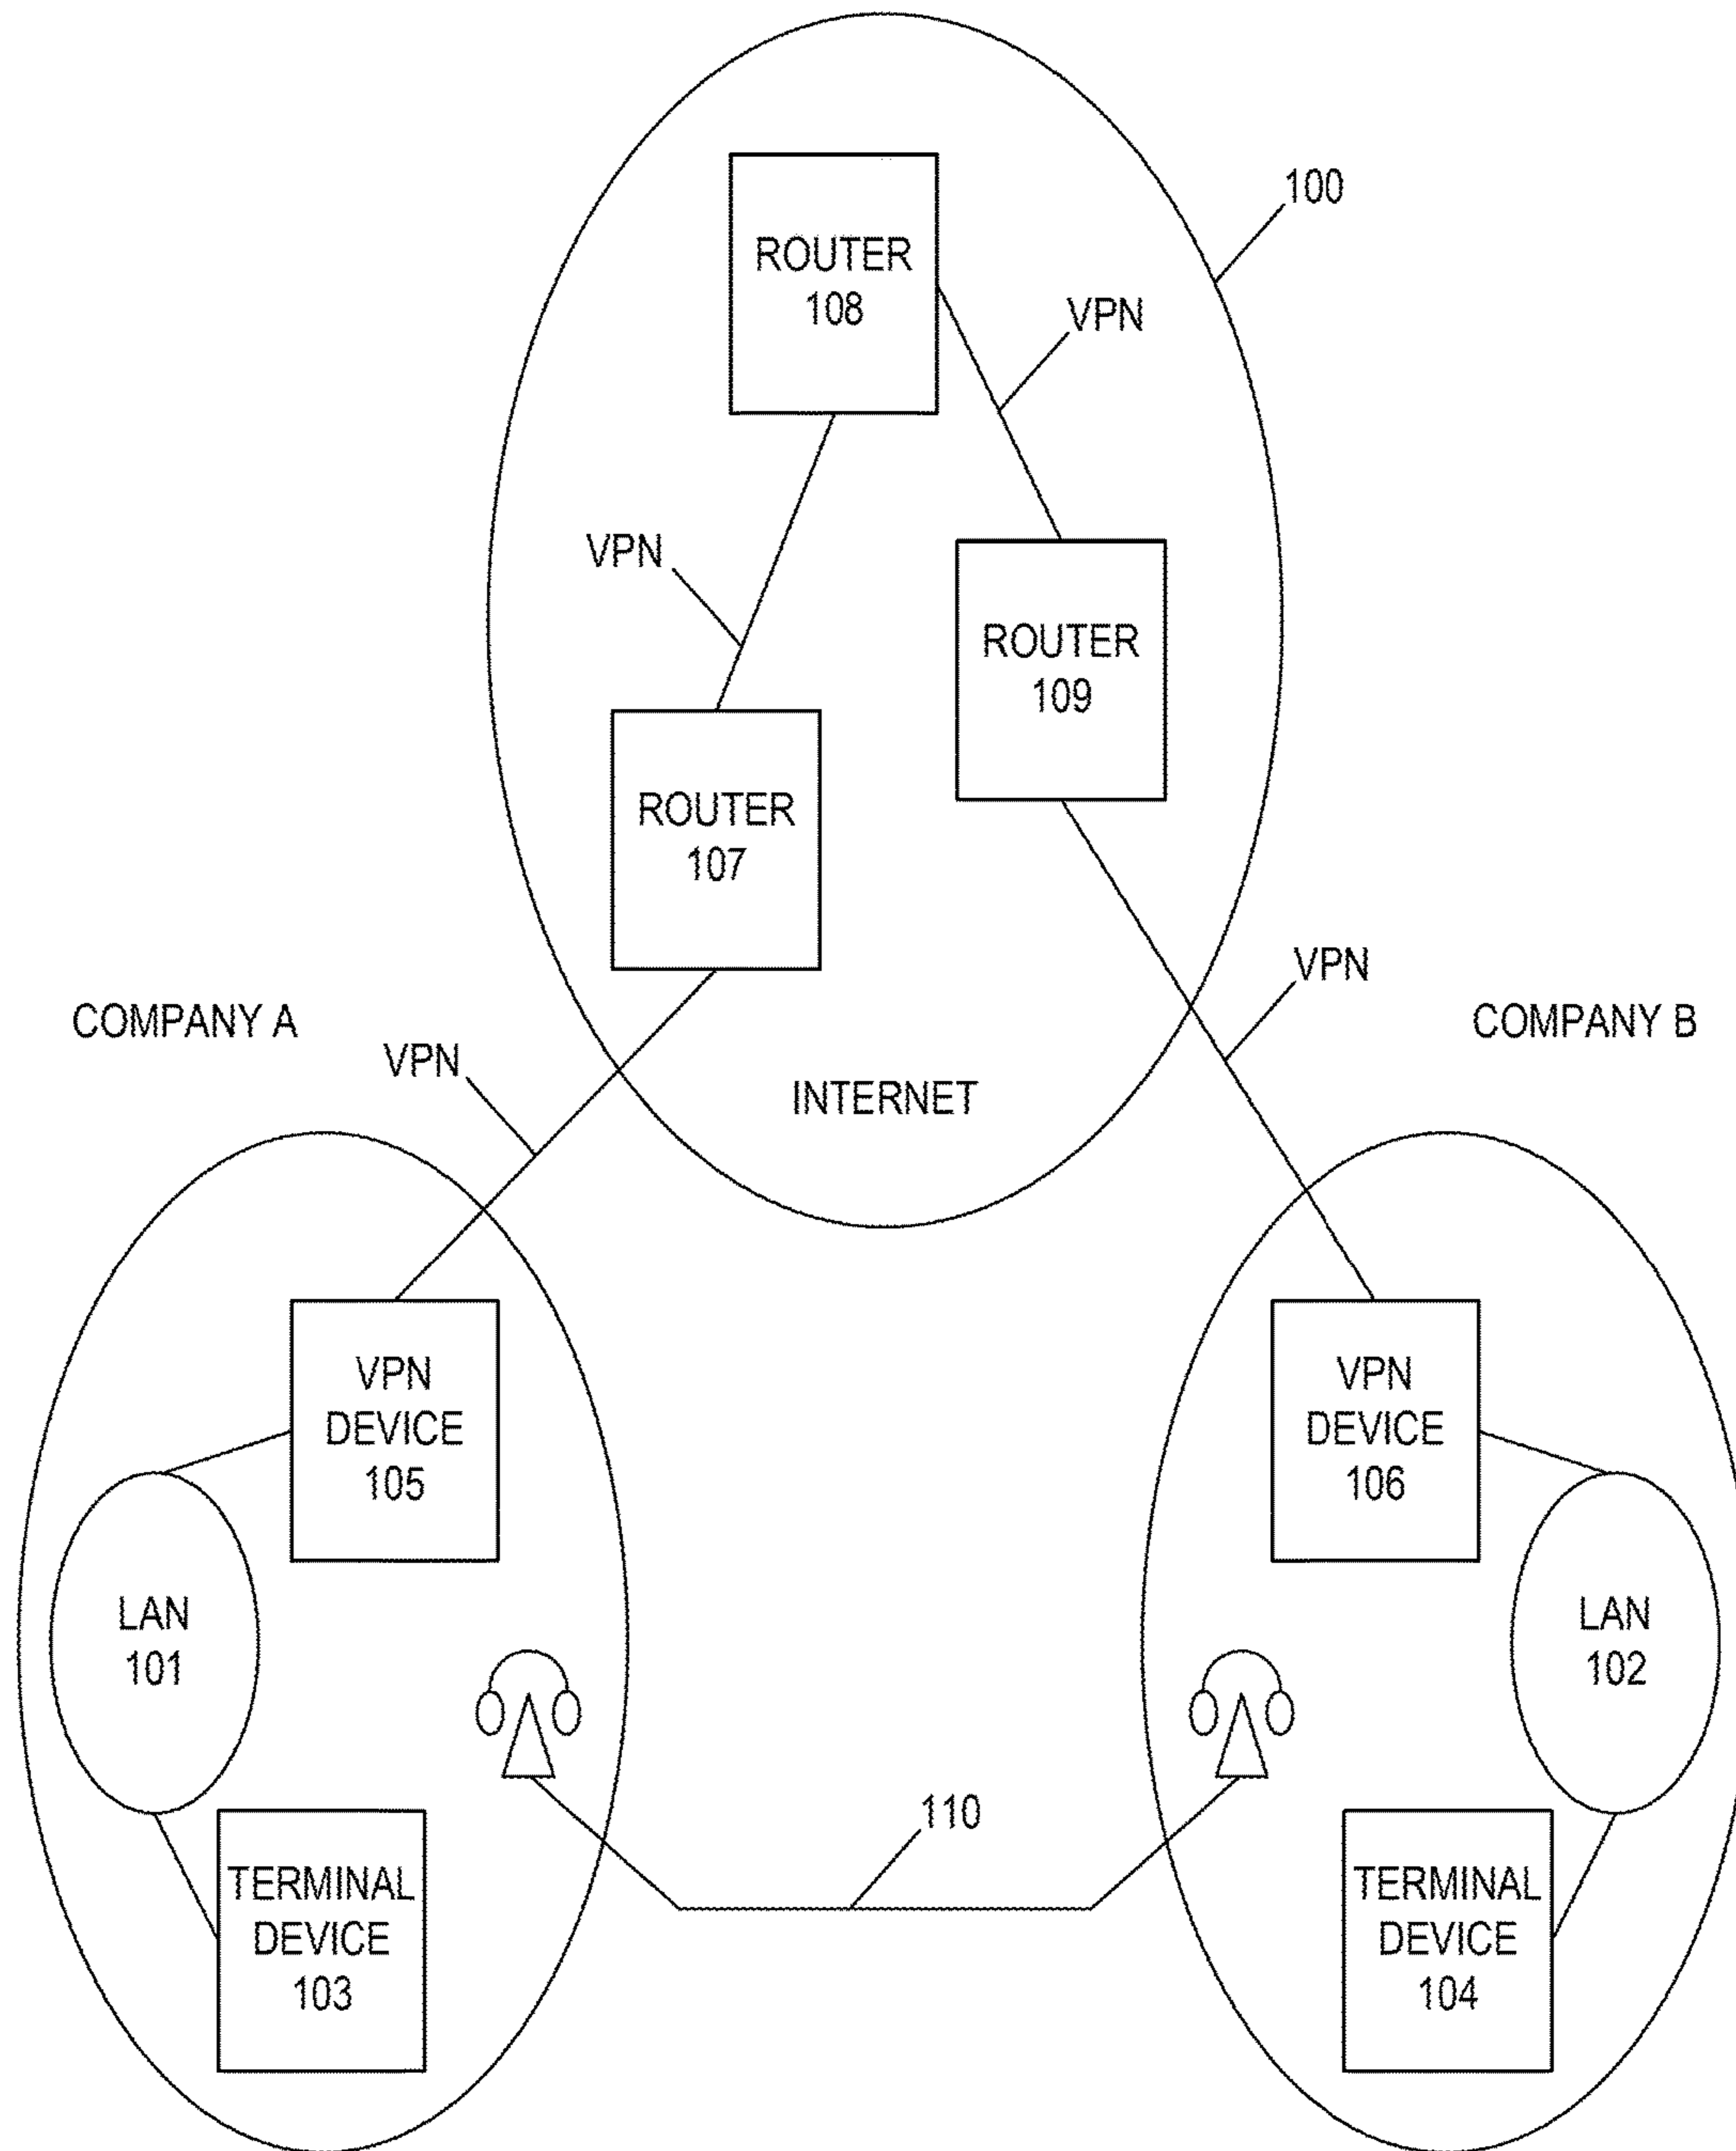 100
ROUTER
108
VPN
VPN
ROUTER
109
ROUTER
107
VPN
COMPANY A
COMPANY B
VPN
INTERNET
VPN
DEVICE
105
VPN
DEVICE
106
LAN
101
LAN
102
110
TERMINAL
DEVICE
103
TERMINAL
DEVICE
104